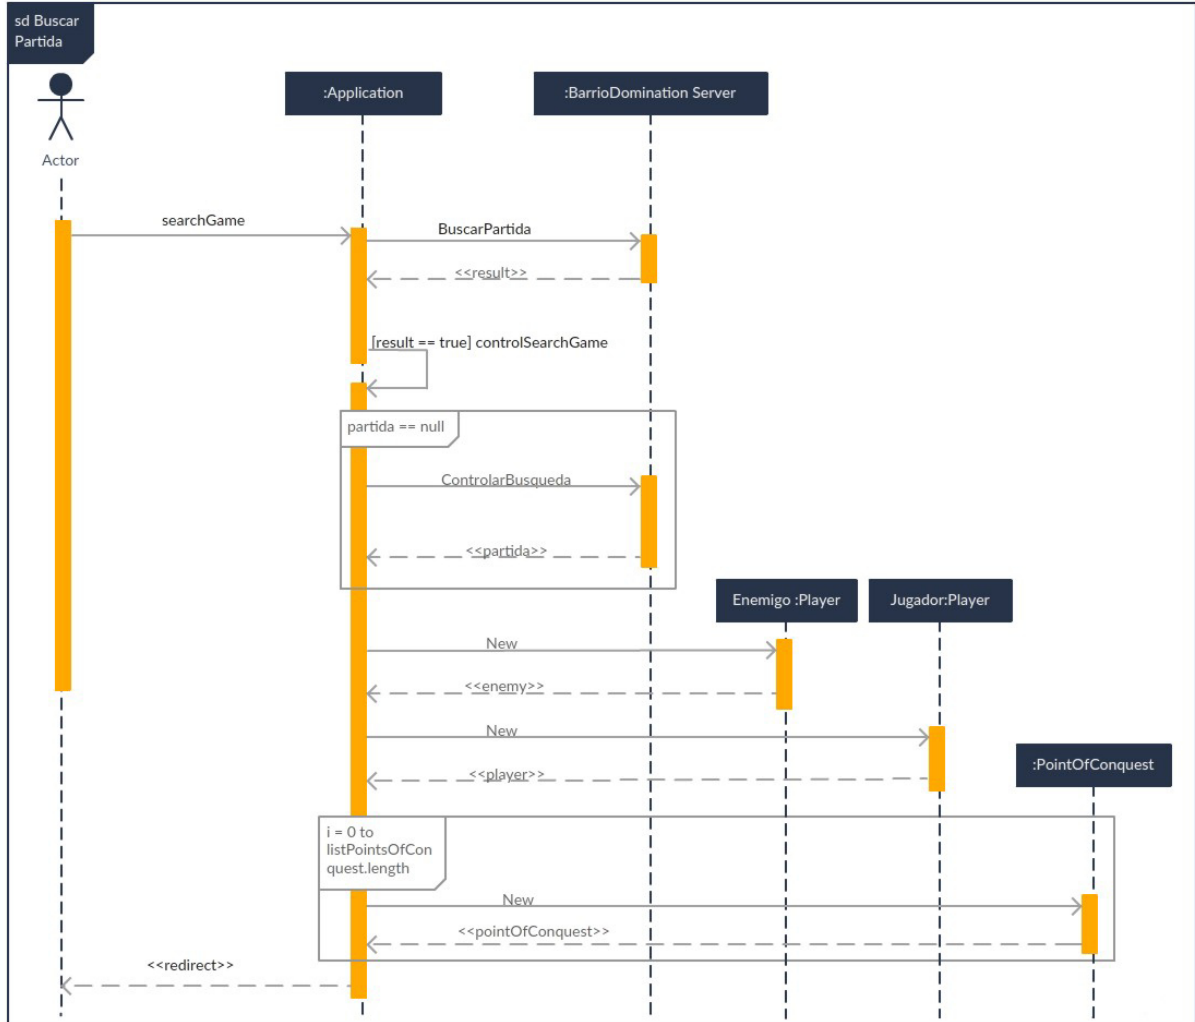 sd Buscar
Partida
:Application
:BarrioDomination Server
Actor
searchGame
BuscarPartida
<<result>>
[result == true] controlSearchGame
partida == null
ControlarBusqueda
<<partida>>
Enemigo :Player
Jugador:Player
New
<<enemy>>
New
<<player>>
:PointOfConquest
i = 0 to
listPointsOfCon
quest.length
New
<<pointOfConquest>>
<<redirect>>